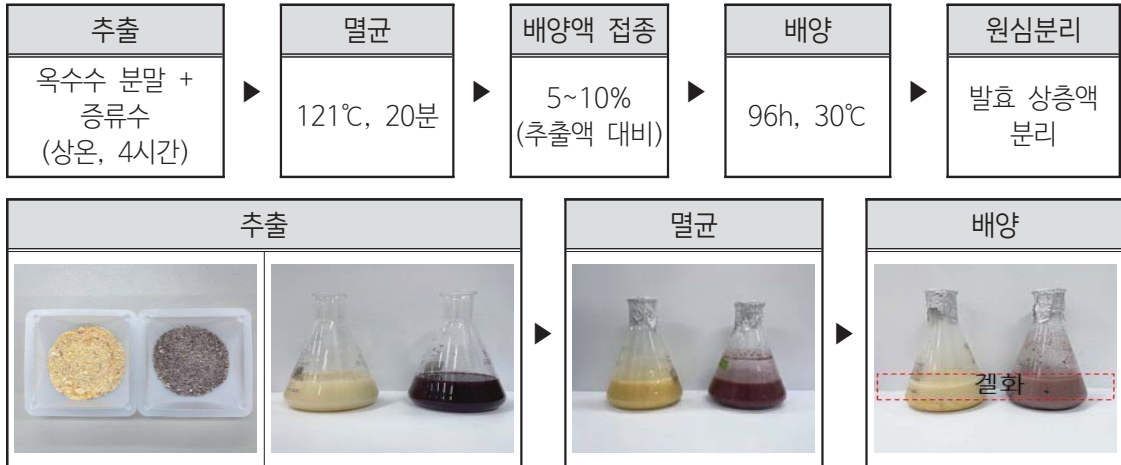 추출
옥수수 분말 +
증류수
(상온, 4시간)
▶
멸균
121℃, 20분
▶
배양액 접종
5~10%
(추출액 대비)
▶
배양
96h, 30℃
▶
원심분리
발효 상층액
분리
추출
▶
멸균
▶
배양
겔화